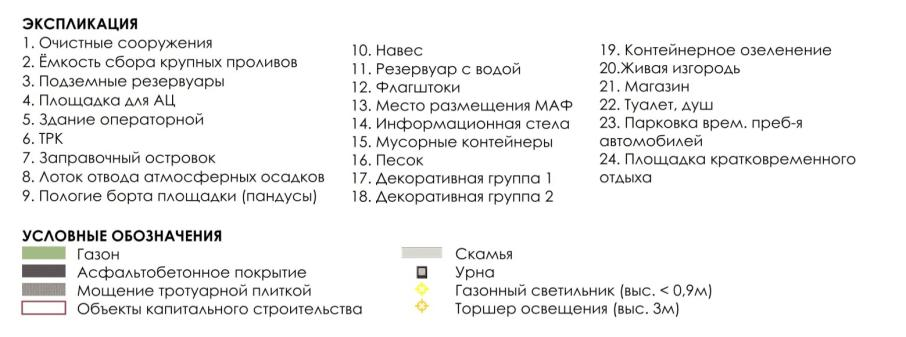 ЭКСПЛИКАЦИЯ
1. Очистные сооружения
2. Ёмкость сбора крупных проливов
3. Подземные резервуары
4. Площадка для АЦ
5. Здание операторной
6. ТРК
7. Заправочный островок
8. Лоток отвода атмосферных осадков
9. Пологие борта площадки (пандусы)
10. Навес
11. Резервуар с водой
12. Флагштоки
13. Место размещения МАФ
14. Информационная стела
15. Мусорные контейнеры
16. Песок
17. Декоративная группа 1
18. Декоративная группа 2
19. Контейнерное озеленение
20.Живая изгородь
21. Магазин
22. Туалет, душ
23. Парковка врем. преб-я
автомобилей
24. Площадка кратковременного
отдыха
УСЛОВНЫЕ ОБОЗНАЧЕНИЯ
Газон
Асфальтобетонное покрытие
Мощение тротуарной плиткой
Объекты капитального строительства
Скамья
Урна
Газонный светильник (выс. < 0,9м)
Торшер освещения (выс. 3м)